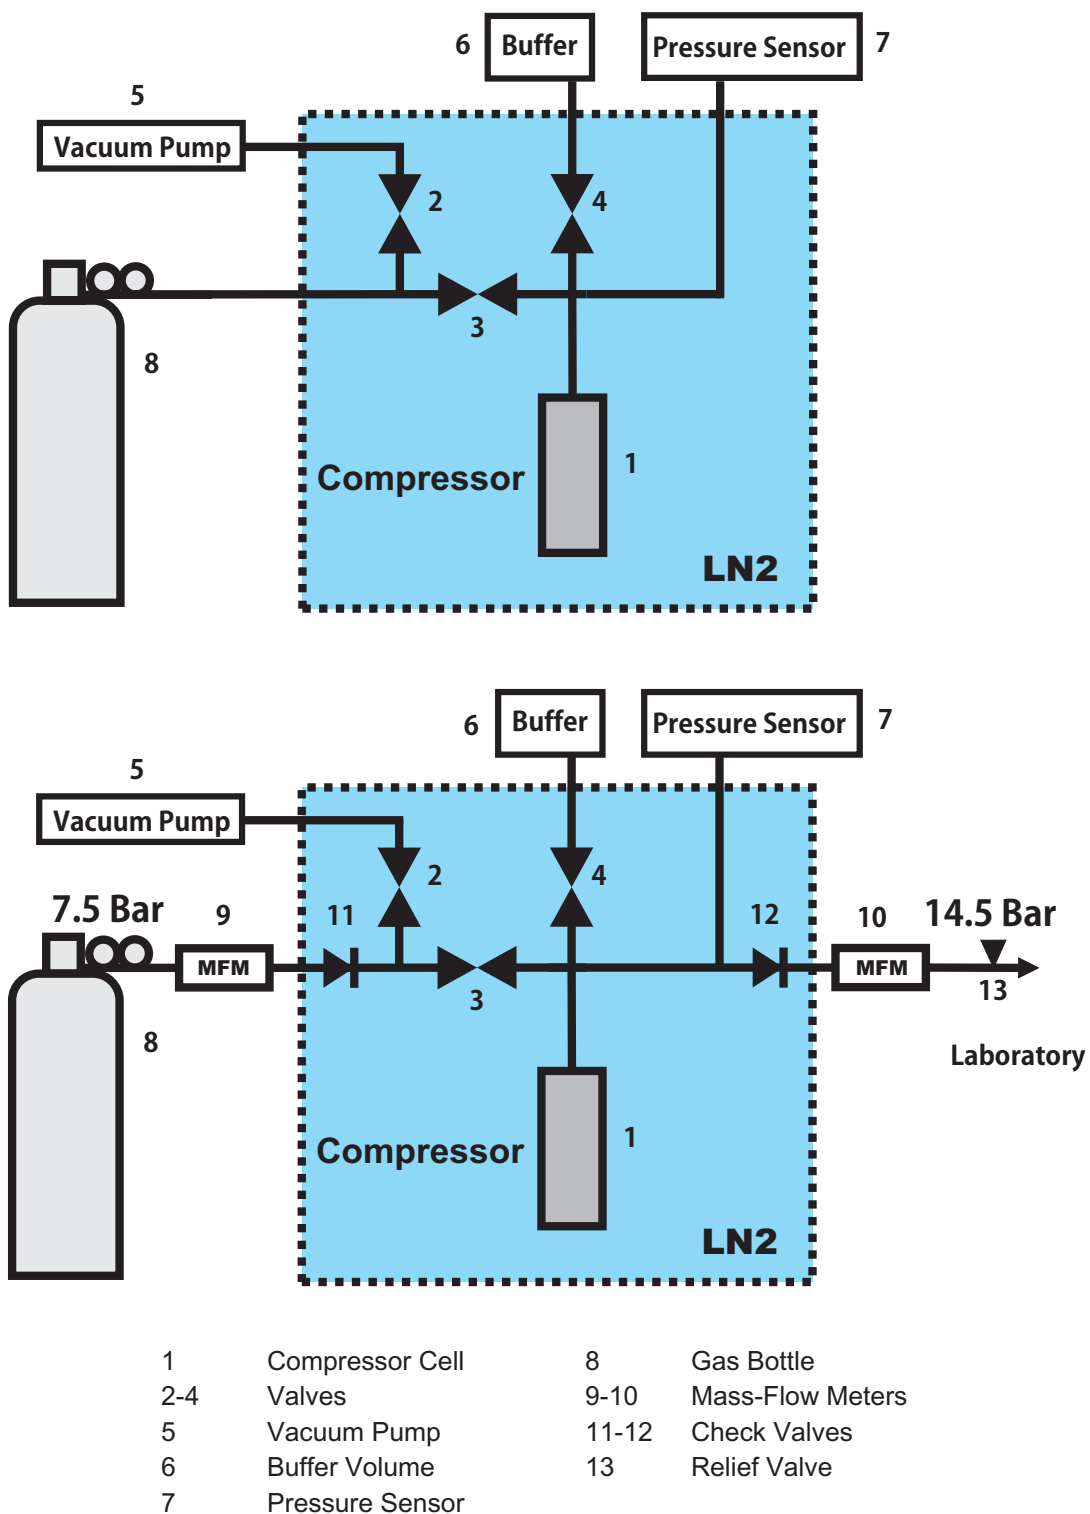 6 Buffer Pressure Sensor 7
5
Vacuum Pump
2 4
3
8
Compressor 1
LN2
6 Buffer Pressure Sensor 7
5
Vacuum Pump
2 4
7.5 Bar 9 11 12 10 14.5 Bar
MFM MFM
3 13
8 Laboratory
Compressor 1
LN2
1 Compressor Cell 8 Gas Bottle
2-4 Valves 9-10 Mass-Flow Meters
5 Vacuum Pump 11-12 Check Valves
6 Buffer Volume 13 Relief Valve
7 Pressure Sensor